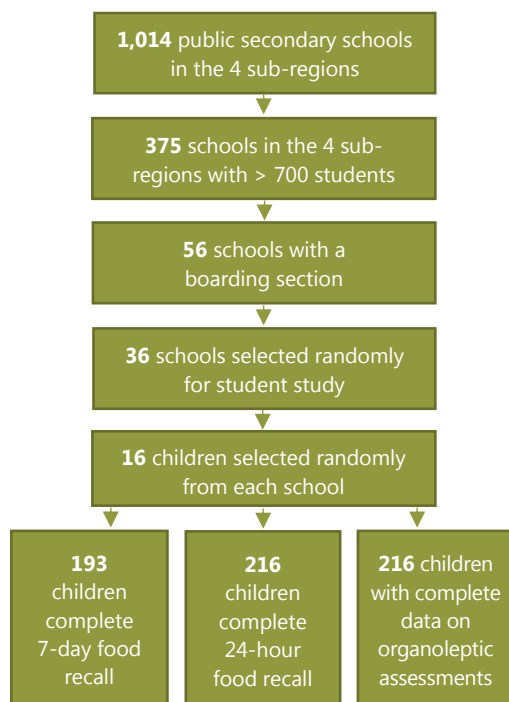 1,014 public secondary schools
in the 4 sub-regions
375 schools in the 4 sub-
regions with > 700 students
56 schools with a
boarding section
36 schools selected randomly
for student study
16 children selected randomly
from each school
193
children
complete
7-day food
recall
216
children
complete
24-hour
food recall
216 children
with complete
data on
organoleptic
assessments